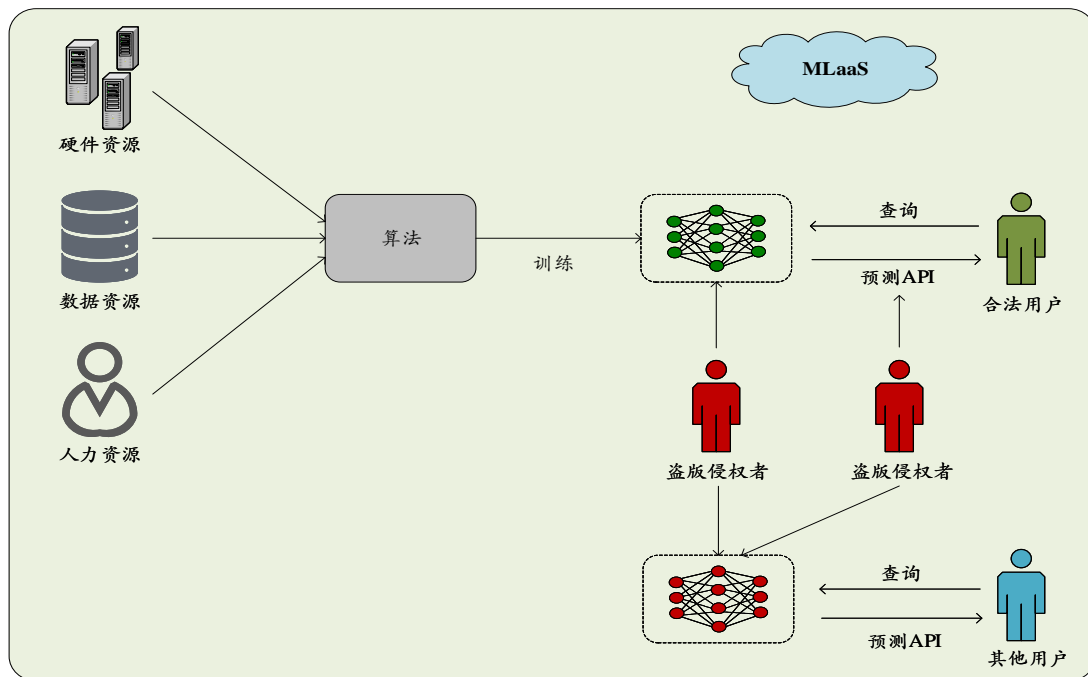 MLaaS
硬件资源
数据资源
人力资源
算法
训练
查询
预测API
合法用户
盗版侵权者
盗版侵权者
查询
预测API
其他用户